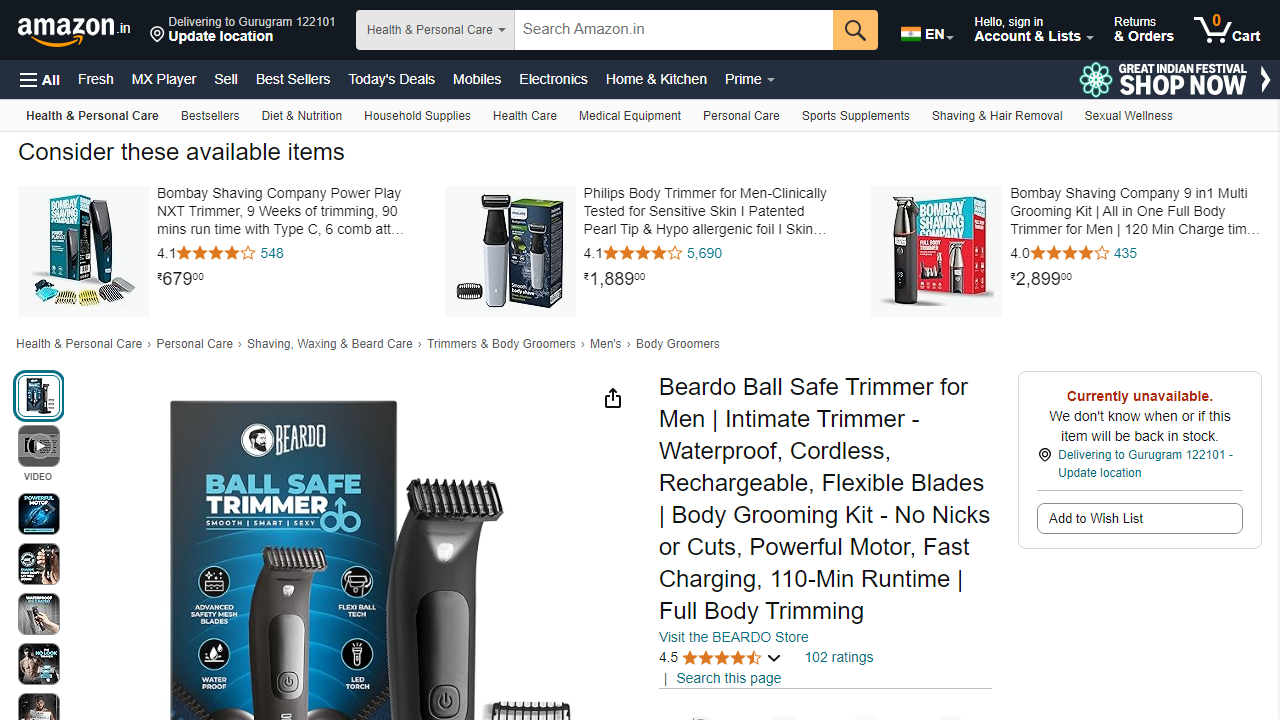 amazon.in
Delivering to Gurugram 122101
Update location
Health & Personal Care
Search Amazon.in
EN
Hello, sign in
Account & Lists
Returns
& Orders
0
Cart
All
Fresh
MX Player
Sell
Best Sellers
Today's Deals
Mobiles
Electronics
Home & Kitchen
Prime
GREAT INDIAN FESTIVAL
SHOP NOW
Health & Personal Care
Bestsellers
Diet & Nutrition
Household Supplies
Health Care
Medical Equipment
Personal Care
Sports Supplements
Shaving & Hair Removal
Sexual Wellness
Consider these available items
Bombay Shaving Company Power Play
NXT Trimmer, 9 Weeks of trimming, 90
mins run time with Type C, 6 comb att…
4.1 548
₹67900
Philips Body Trimmer for Men-Clinically
Tested for Sensitive Skin I Patented
Pearl Tip & Hypo allergenic foil I Skin…
4.1 5,690
₹1,88900
Bombay Shaving Company 9 in1 Multi
Grooming Kit | All in One Full Body
Trimmer for Men | 120 Min Charge tim…
4.0 435
₹2,89900
Health & Personal Care › Personal Care › Shaving, Waxing & Beard Care › Trimmers & Body Groomers › Men's › Body Groomers
VIDEO
BEARDO
BALL SAFE
TRIMMER
SMOOTH | SMART | SEXY
ADVANCED
SAFETY MESH
BLADES
FLEXI BALL
TECH
WATER
PROOF
LED
TORCH
Beardo Ball Safe Trimmer for
Men | Intimate Trimmer -
Waterproof, Cordless,
Rechargeable, Flexible Blades
| Body Grooming Kit - No Nicks
or Cuts, Powerful Motor, Fast
Charging, 110-Min Runtime |
Full Body Trimming
Visit the BEARDO Store
4.5 102 ratings
| Search this page
Currently unavailable.
We don't know when or if this
item will be back in stock.
Delivering to Gurugram 122101 -
Update location
Add to Wish List